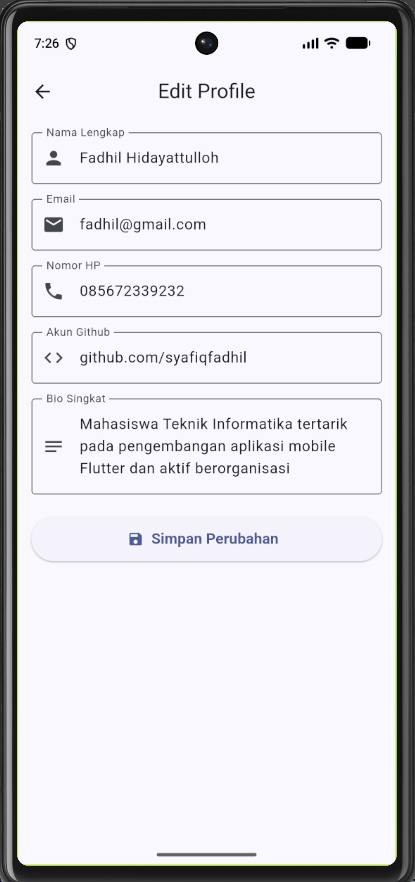 7:26
Edit Profile
Nama Lengkap
Fadhil Hidayattulloh
Email
fadhil@gmail.com
Nomor HP
085672339232
Akun Github
github.com/syafiqfadhil
Bio Singkat
Mahasiswa Teknik Informatika tertarik
pada pengembangan aplikasi mobile
Flutter dan aktif berorganisasi
Simpan Perubahan